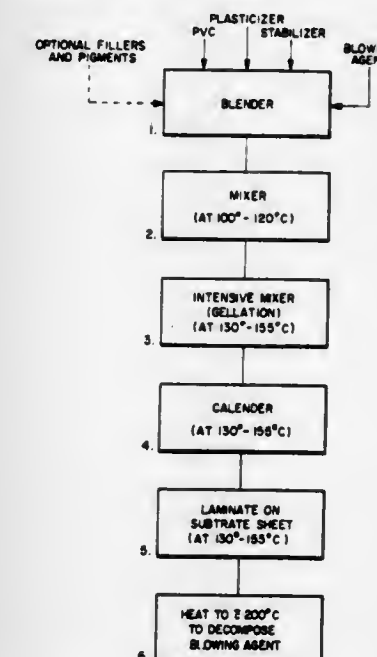 PLASTICIZER
PVC STABILIZER
OPTIONAL FILLERS
AND PIGMENTS
BLOWI
AGEN
BLENDER
1.
MIXER
(AT 100° - 120°C)
2.
INTENSIVE MIXER
(GELLATION)
(AT 130° - 155°C)
3.
CALENDER
(AT 130° - 155°C)
4.
LAMINATE ON
SUBTRATE SHEET
(AT 130° - 155°C)
5.
HEAT TO ≥ 200°C
TO DECOMPOSE
BLOWING AGENT
6.